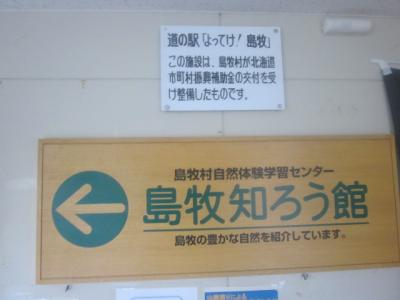 道の駅「よってけ！島牧」
この施設は、島牧村が北海道
市町村振興補助金の交付を受
け整備したものです。
島牧村自然体験学習センター
島牧知ろう館
島牧の豊かな自然を紹介しています。